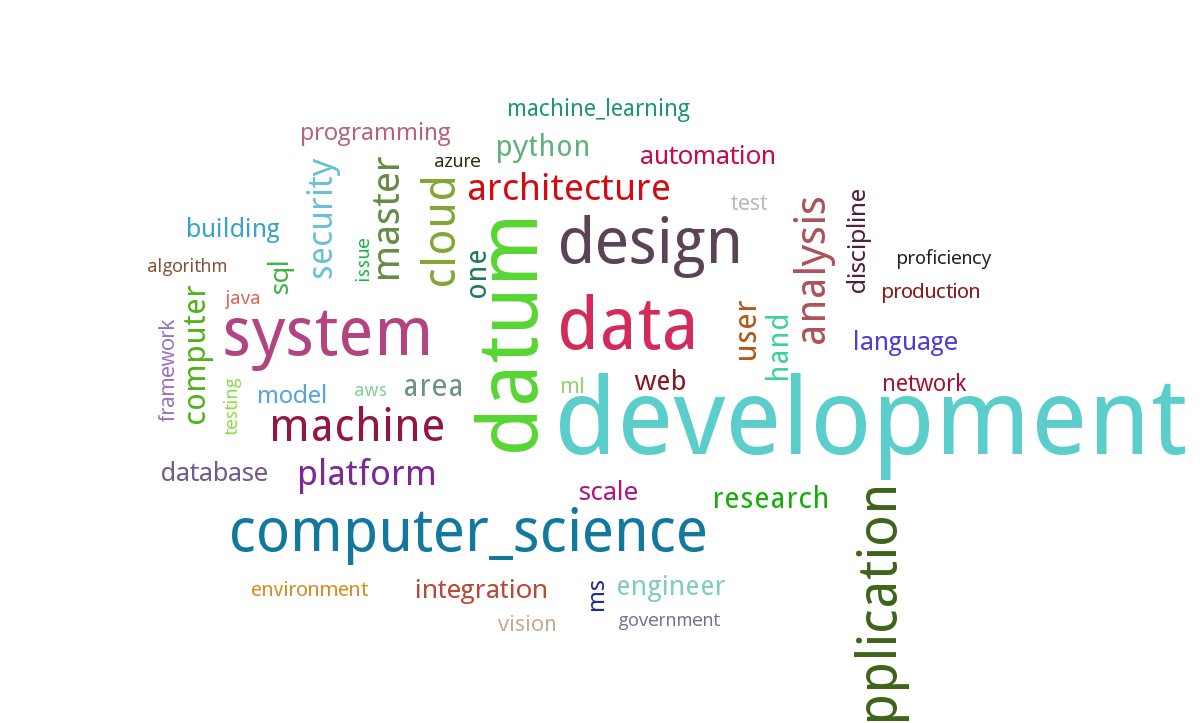 machine_learning
programming
python
azure
automation
security
master
cloud
architecture
test
analysis
discipline
building
design
datum
issue
one
proficiency
algorithm
sql
production
java
computer
system
data
user
hand
language
framework
testing
model
aws
area
ml
web
network
machine
development
database
platform
scale
research
pplication
computer_science
environment
integration
ms
engineer
vision
government